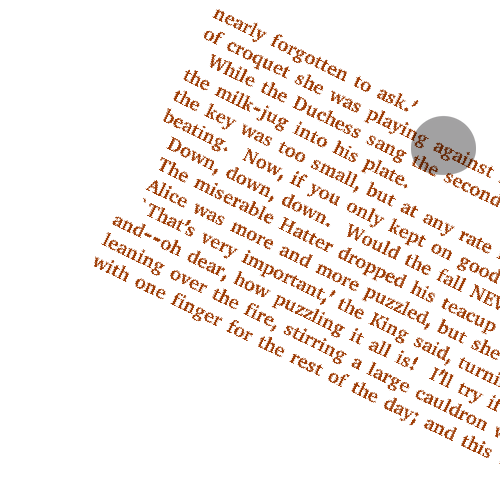 nearly forgotten to ask.'
of croquet she was playing against
While the Duchess sang the second
the milk-jug into his plate.
the key was too small, but at any rate
beating.  Now, if you only kept on good
Down, down, down.  Would the fall NEV
The miserable Hatter dropped his teacup
Alice was more and more puzzled, but she
`That's very important,' the King said, turni
and--oh dear, how puzzling it all is!  I'll try if
leaning over the fire, stirring a large cauldron w
with one finger for the rest of the day; and this